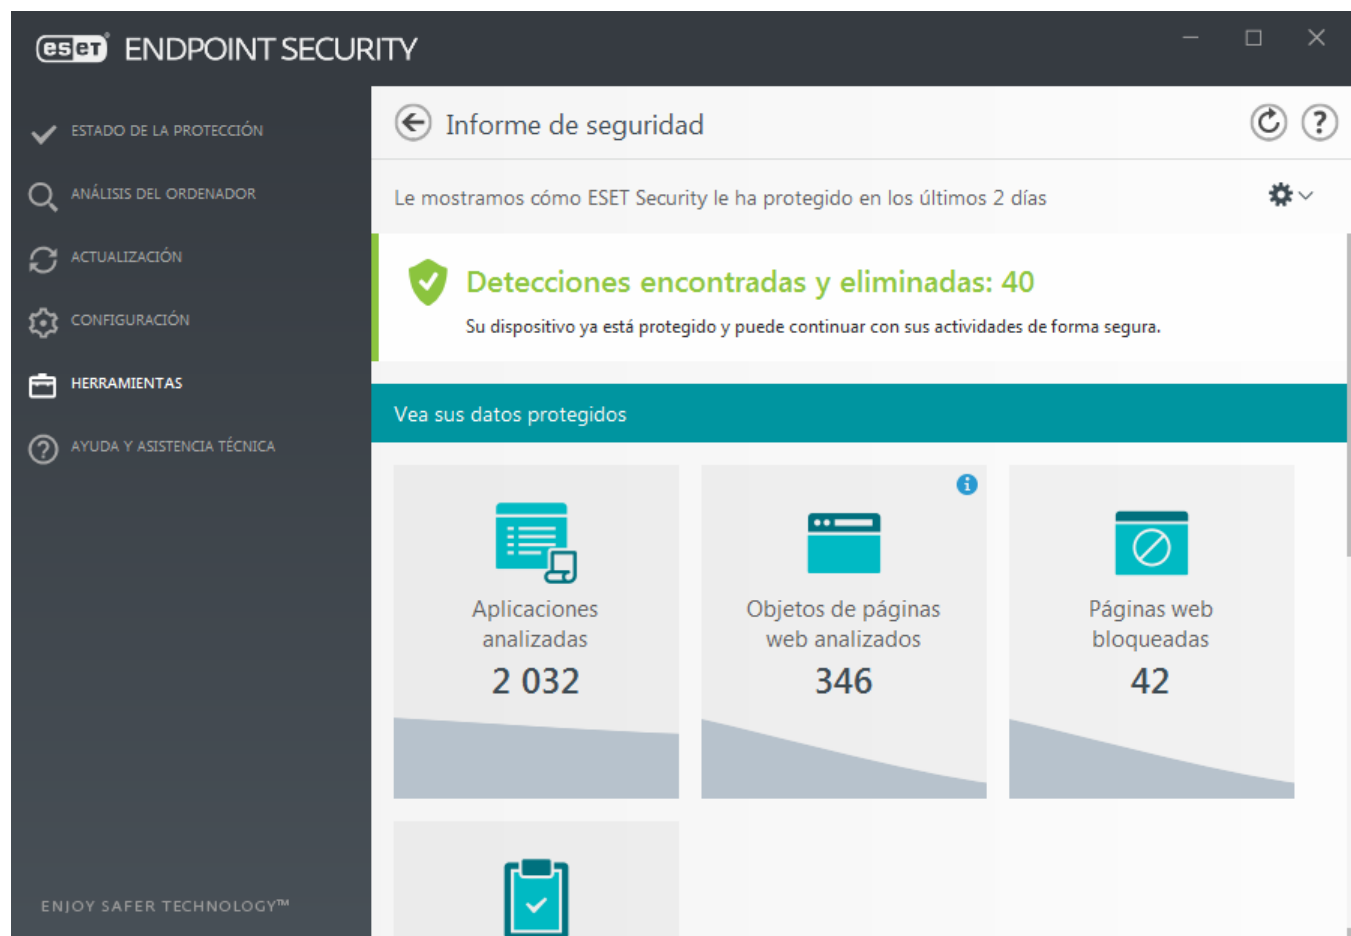 eseT ENDPOINT SECURITY
ESTADO DE LA PROTECCIÓN
ANÁLISIS DEL ORDENADOR
ACTUALIZACIÓN
CONFIGURACIÓN
HERRAMIENTAS
AYUDA Y ASISTENCIA TÉCNICA
ENJOY SAFER TECHNOLOGY™
Informe de seguridad
Le mostramos cómo ESET Security le ha protegido en los últimos 2 días
Detecciones encontradas y eliminadas: 40
Su dispositivo ya está protegido y puede continuar con sus actividades de forma segura.
Vea sus datos protegidos
Aplicaciones
analizadas
2 032
Objetos de páginas
web analizados
346
Páginas web
bloqueadas
42